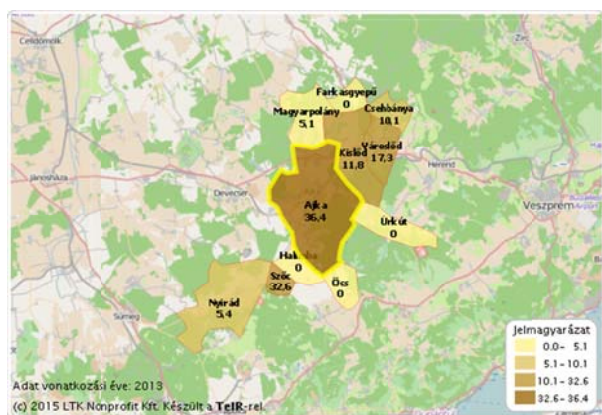 Celldömölk
Zirc
Farkasgyepű
0
Csehbánya
10,1
Magyarpolány
5,1
Városlőd
17,3
Kislőd
11,8
Herend
Jánosháza
Devecser
Ajka
36,4
Veszprém
Úrkút
0
Halimba
0
Szőc
32,6
Öcs
0
Nyirád
5,4
Sümeg
Jelmagyarázat
0.0- 5.1
5.1- 10.1
10.1- 32.6
32.6- 36.4
Adat vonatkozási éve: 2013
(c) 2015 LTK Nonprofit Kft. Készült a TeIR-rel.